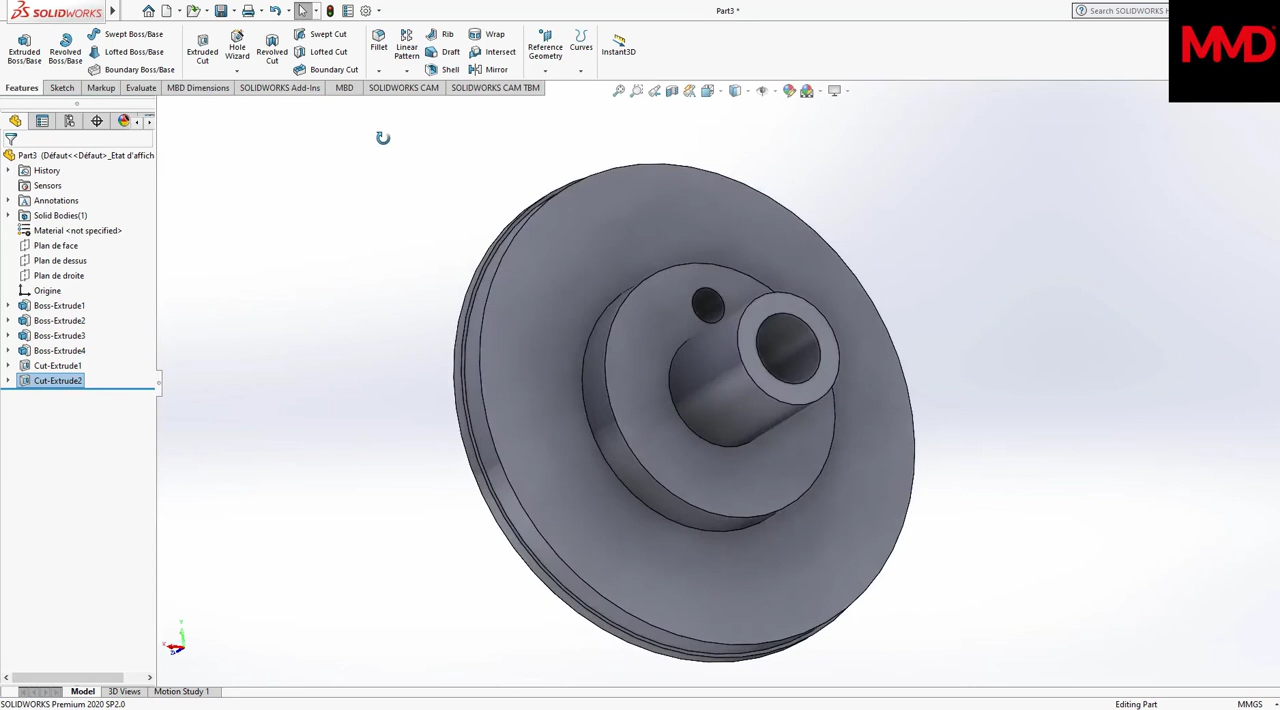 SOLIDWORKS
Part3 *
Search SOLIDWORKS H
MMD
Extruded Boss/Base
Revolved Boss/Base
Swept Boss/Base
Lofted Boss/Base
Boundary Boss/Base
Extruded Cut
Hole Wizard
Revolved Cut
Swept Cut
Lofted Cut
Boundary Cut
Fillet
Linear Pattern
Rib
Draft
Shell
Wrap
Intersect
Mirror
Reference Geometry
Curves
Instant3D
Features Sketch Markup Evaluate MBD Dimensions SOLIDWORKS Add-Ins MBD SOLIDWORKS CAM SOLIDWORKS CAM TBM
Part3 (Défaut<<Défaut>_Etat d'affich
History
Sensors
Annotations
Solid Bodies(1)
Material <not specified>
Plan de face
Plan de dessus
Plan de droite
Origine
Boss-Extrude1
Boss-Extrude2
Boss-Extrude3
Boss-Extrude4
Cut-Extrude1
Cut-Extrude2
Model 3D Views Motion Study 1
SOLIDWORKS Premium 2020 SP2.0
Editing Part
MMGS